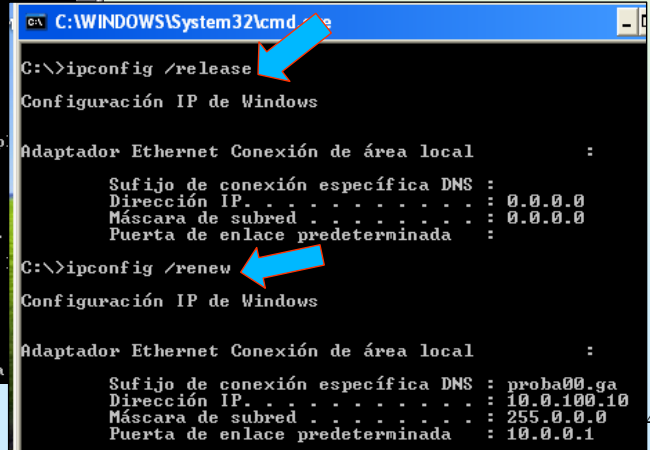 C:\WINDOWS\System32\cmd.exe
C:\>ipconfig /release
Configuración IP de Windows
Adaptador Ethernet Conexión de área local          :
Sufijo de conexión específica DNS :
Dirección IP. . . . . . . . . . . : 0.0.0.0
Máscara de subred . . . . . . . . : 0.0.0.0
Puerta de enlace predeterminada   :
C:\>ipconfig /renew
Configuración IP de Windows
Adaptador Ethernet Conexión de área local          :
Sufijo de conexión específica DNS : proba00.ga
Dirección IP. . . . . . . . . . . : 10.0.100.10
Máscara de subred . . . . . . . . : 255.0.0.0
Puerta de enlace predeterminada   : 10.0.0.1